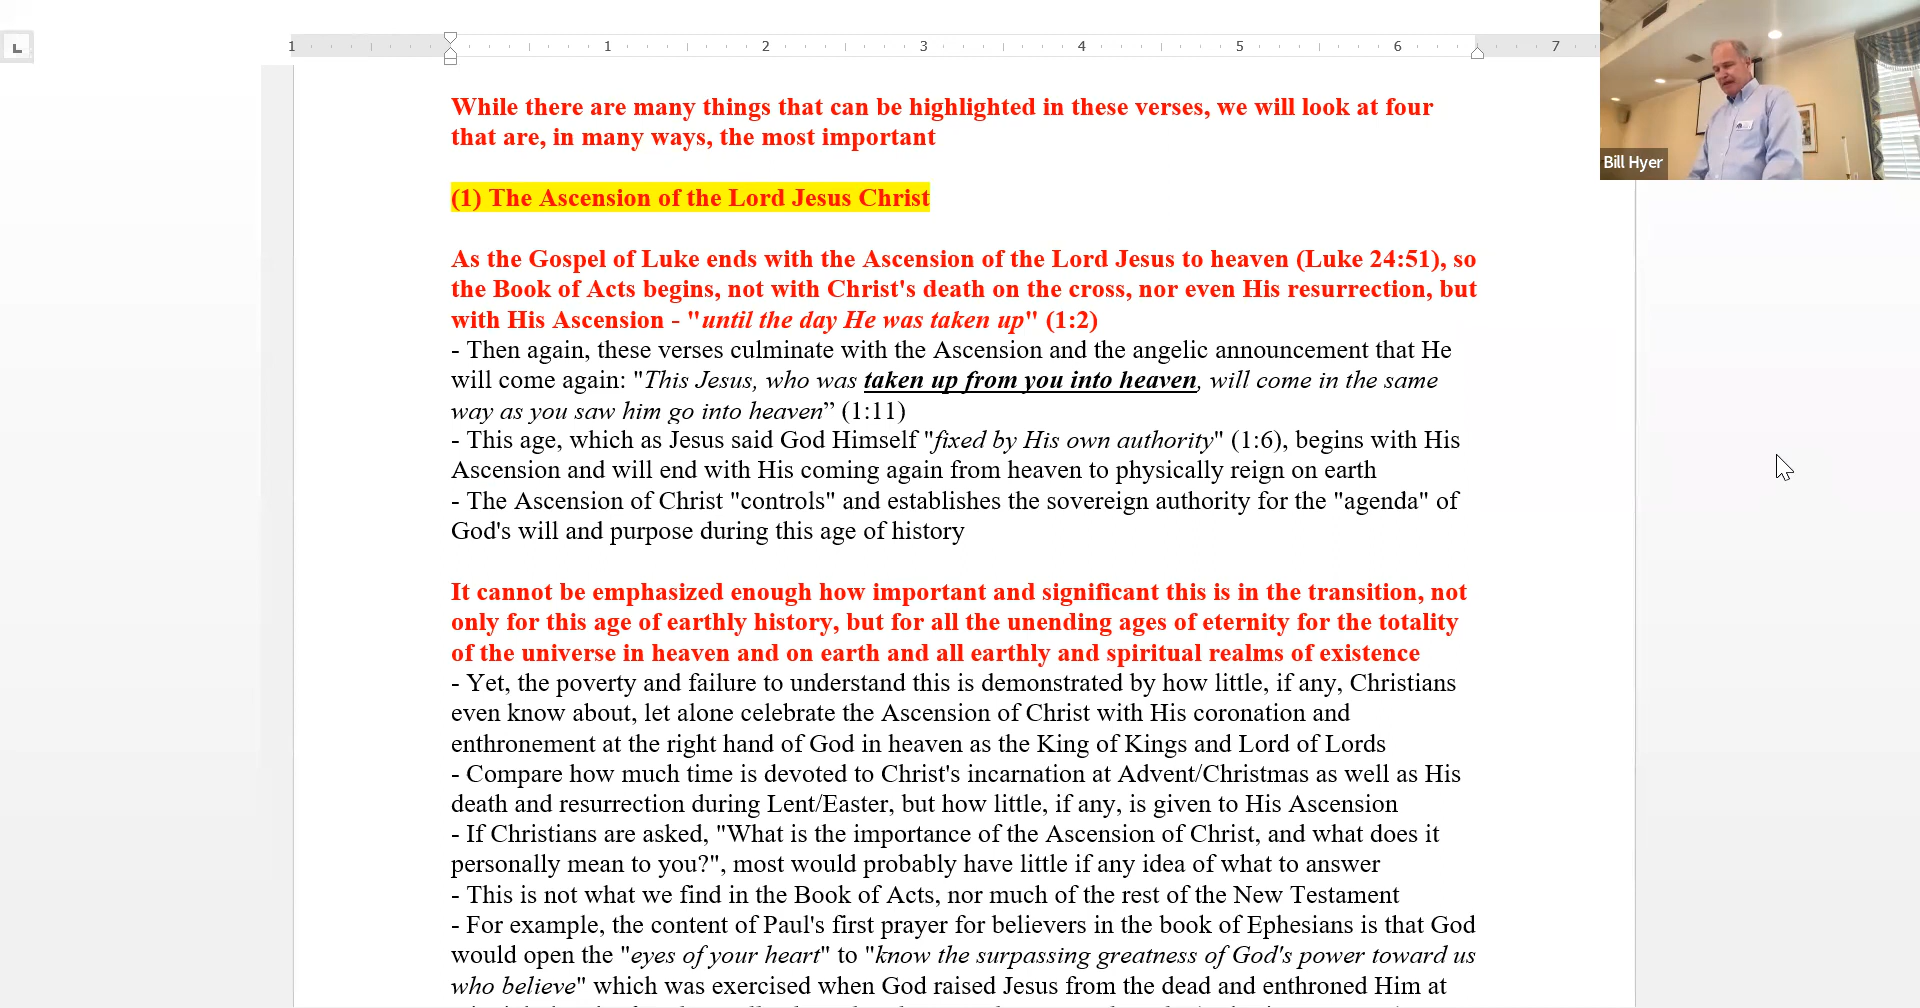 1 1 2 3 4 5 6 7
While there are many things that can be highlighted in these verses, we will look at four
that are, in many ways, the most important
(1) The Ascension of the Lord Jesus Christ
As the Gospel of Luke ends with the Ascension of the Lord Jesus to heaven (Luke 24:51), so
the Book of Acts begins, not with Christ's death on the cross, nor even His resurrection, but
with His Ascension - "until the day He was taken up" (1:2)
- Then again, these verses culminate with the Ascension and the angelic announcement that He
will come again: "This Jesus, who was taken up from you into heaven, will come in the same
way as you saw him go into heaven” (1:11)
- This age, which as Jesus said God Himself "fixed by His own authority" (1:6), begins with His
Ascension and will end with His coming again from heaven to physically reign on earth
- The Ascension of Christ "controls" and establishes the sovereign authority for the "agenda" of
God's will and purpose during this age of history
It cannot be emphasized enough how important and significant this is in the transition, not
only for this age of earthly history, but for all the unending ages of eternity for the totality
of the universe in heaven and on earth and all earthly and spiritual realms of existence
- Yet, the poverty and failure to understand this is demonstrated by how little, if any, Christians
even know about, let alone celebrate the Ascension of Christ with His coronation and
enthronement at the right hand of God in heaven as the King of Kings and Lord of Lords
- Compare how much time is devoted to Christ's incarnation at Advent/Christmas as well as His
death and resurrection during Lent/Easter, but how little, if any, is given to His Ascension
- If Christians are asked, "What is the importance of the Ascension of Christ, and what does it
personally mean to you?", most would probably have little if any idea of what to answer
- This is not what we find in the Book of Acts, nor much of the rest of the New Testament
- For example, the content of Paul's first prayer for believers in the book of Ephesians is that God
would open the "eyes of your heart" to "know the surpassing greatness of God's power toward us
who believe" which was exercised when God raised Jesus from the dead and enthroned Him at
Bill Hyer